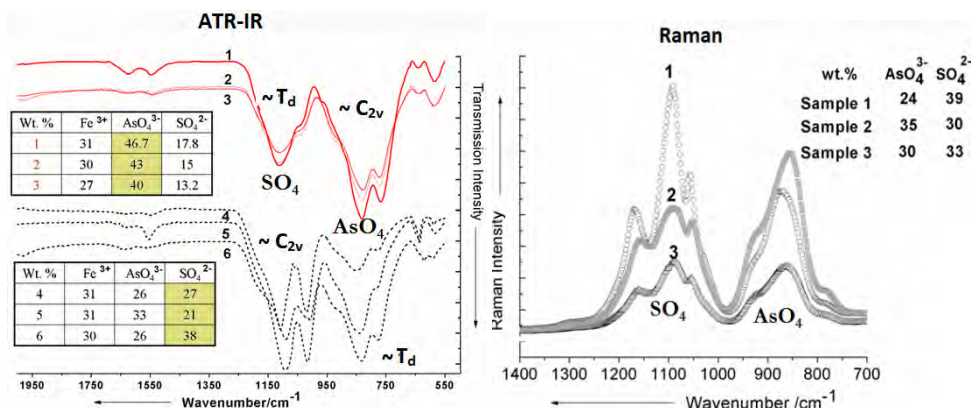 ATR-IR
1
2
3
~ T_d
~ C_2v
SO_4
AsO_4
Wt. % Fe 3+ AsO_4^3- SO_4^2-
1 31 46.7 17.8
2 30 43 15
3 27 40 13.2
4
5
6
~ C_2v
~ T_d
Wt. % Fe 3+ AsO_4^3- SO_4^2-
4 31 26 27
5 31 33 21
6 30 26 38
Transmission Intensity
1950 1750 1550 1350 1150 950 750 550
Wavenumber/cm-1
Raman
wt.% AsO_4^3- SO_4^2-
Sample 1 24 39
Sample 2 35 30
Sample 3 30 33
1
2
3
SO_4
AsO_4
Raman Intensity
1400 1300 1200 1100 1000 900 800 700
Wavenumber /cm-1